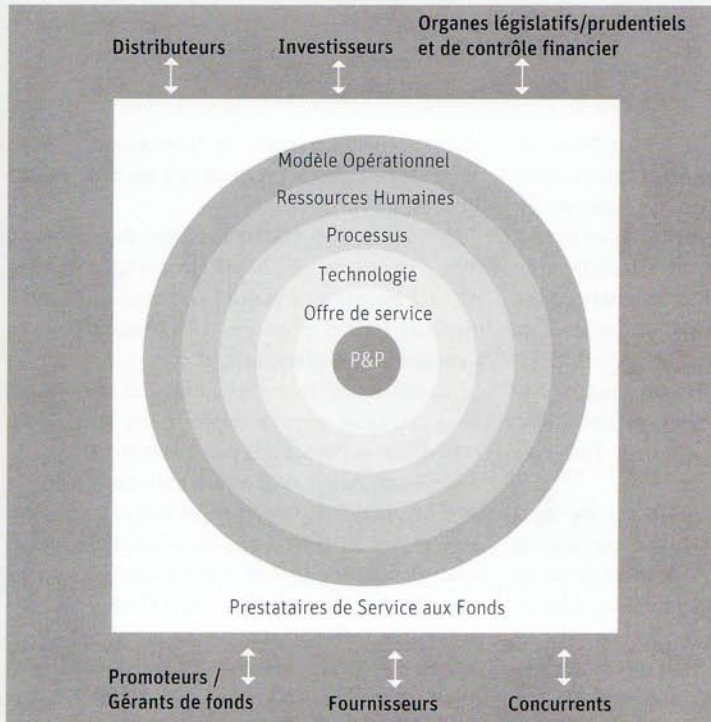 Organes législatifs/prudentiels
Distributeurs Investisseurs et de contrôle financier
Modèle Opérationnel
Ressources Humaines
Processus
Technologie
Offre de service
P&P
Prestataires de Service aux Fonds
Promoteurs /
Gérants de fonds Fournisseurs Concurrents